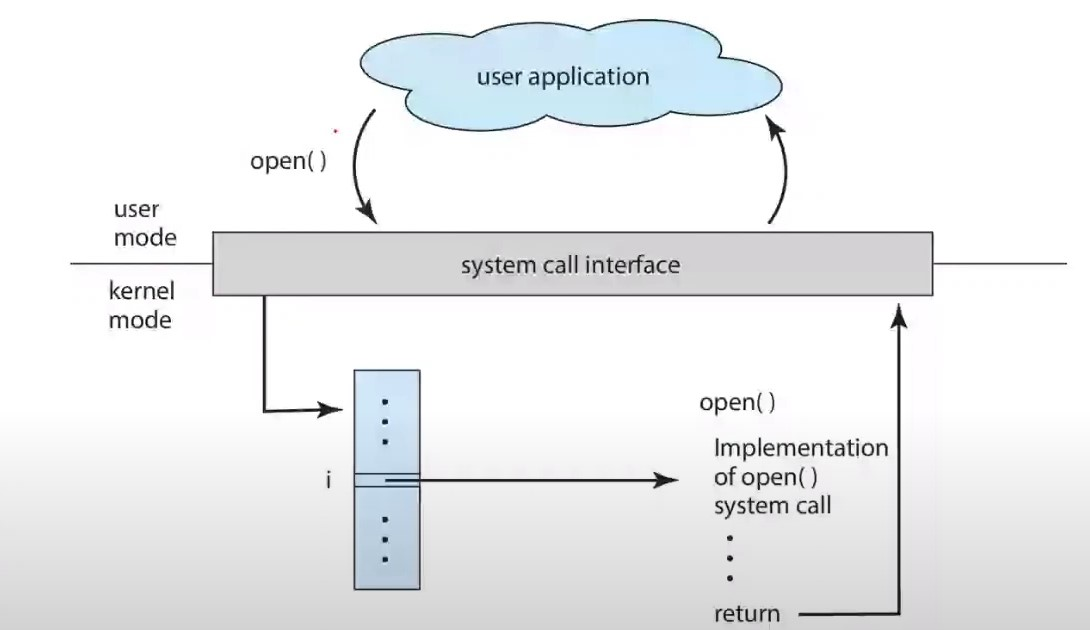 user application
open( )
user
mode
system call interface
kernel
mode
open( )
Implementation
of open( )
system call
i
return